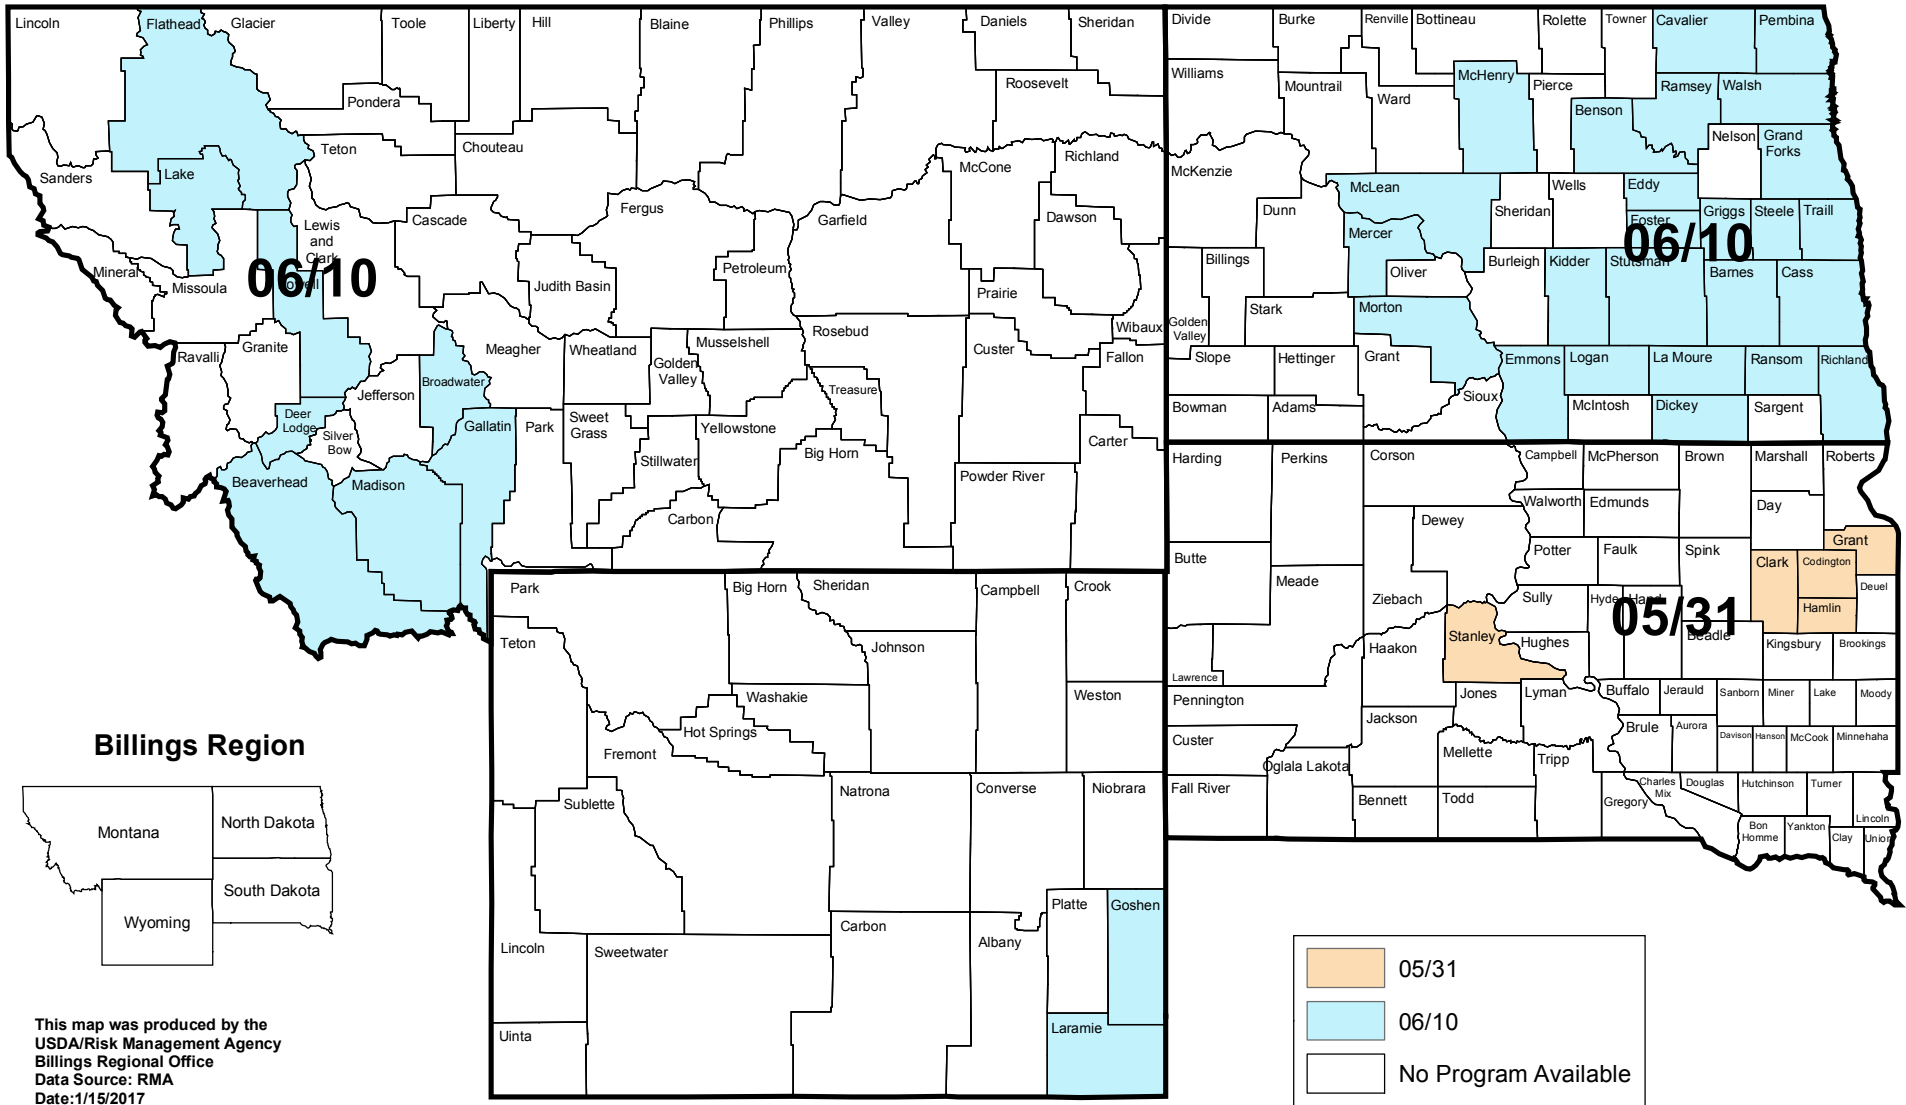 Lincoln
Flathead
Glacier
Toole
Liberty
Hill
Blaine
Phillips
Valley
Daniels
Sheridan
Roosevelt
Pondera
Teton
Chouteau
Sanders
Lake
McCone
Richland
Lewis
and
Clark
Cascade
Fergus
Garfield
Dawson
Mineral
Missoula
06/10
Powell
Judith Basin
Petroleum
Prairie
Wibaux
Ravalli
Granite
Meagher
Wheatland
Golden
Valley
Musselshell
Rosebud
Custer
Fallon
Jefferson
Broadwater
Treasure
Deer
Lodge
Silver
Bow
Gallatin
Park
Sweet
Grass
Stillwater
Yellowstone
Big Horn
Carter
Beaverhead
Madison
Carbon
Powder River
Divide
Burke
Renville
Bottineau
Rolette
Towner
Cavalier
Pembina
Williams
Mountrail
Ward
McHenry
Pierce
Benson
Ramsey
Walsh
Nelson
Grand
Forks
McKenzie
McLean
Dunn
Mercer
Sheridan
Wells
Eddy
Foster
Griggs
Steele
Traill
06/10
Billings
Oliver
Burleigh
Kidder
Stutsman
Barnes
Cass
Golden
Valley
Stark
Morton
Slope
Hettinger
Grant
Emmons
Logan
La Moure
Ransom
Richland
Sioux
Bowman
Adams
McIntosh
Dickey
Sargent
Harding
Perkins
Corson
Campbell
McPherson
Brown
Marshall
Roberts
Walworth
Edmunds
Day
Dewey
Butte
Potter
Faulk
Spink
Grant
Clark
Codington
Deuel
Hamlin
Meade
Ziebach
Sully
Hyde
Hand
05/31
Beadle
Stanley
Hughes
Haakon
Kingsbury
Brookings
Lawrence
Pennington
Jones
Lyman
Buffalo
Jerauld
Sanborn
Miner
Lake
Moody
Jackson
Brule
Aurora
Davison
Hanson
McCook
Minnehaha
Custer
Oglala Lakota
Mellette
Tripp
Fall River
Bennett
Todd
Gregory
Charles
Mix
Douglas
Hutchinson
Turner
Lincoln
Bon
Homme
Yankton
Clay
Union
Park
Big Horn
Sheridan
Campbell
Crook
Teton
Johnson
Washakie
Weston
Hot Springs
Fremont
Sublette
Natrona
Converse
Niobrara
Platte
Goshen
Lincoln
Sweetwater
Carbon
Albany
Uinta
Laramie
Billings Region
Montana
North Dakota
South Dakota
Wyoming
This map was produced by the
USDA/Risk Management Agency
Billings Regional Office
Data Source: RMA
Date:1/15/2017
05/31
06/10
No Program Available